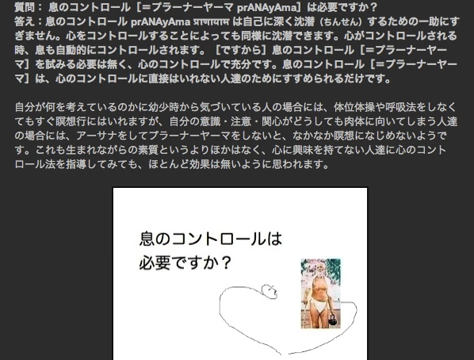 質問： 息のコントロール［＝プラーナーヤーマ prANAyAma］は必要ですか？
答え：息のコントロール［＝プラーナーヤーマ prANAyAma प्राणायाम は自己に深く沈潜（ちんせん）するための一助にす
ぎません。心をコントロールすることによっても同様に沈潜できます。心がコントロールされる
時、息も自動的にコントロールされます。［ですから］息のコントロール［＝プラーナーヤー
マ］を試みる必要は無く、心のコントロールで充分です。息のコントロール［＝プラーナーヤー
マ］は、心のコントロールに直接はいれない人達のためにすすめられるだけです。
自分が何を考えているのかに幼少時から気づいている人の場合には、体位体操や呼吸法をしなく
てもすぐ瞑想行にはいれますが、自分の意識・注意・関心がどうしても肉体に向いてしまう人達
の場合には、アーサナをしてプラーナーヤーマをしないと、なかなか瞑想になじめないようで
す。これも生まれながらの素質というよりほかはなく、心に興味を持てない人達に心のコント
ロール法を指導してみても、ほとんど効果は無いように思われます。
息のコントロールは
必要ですか？